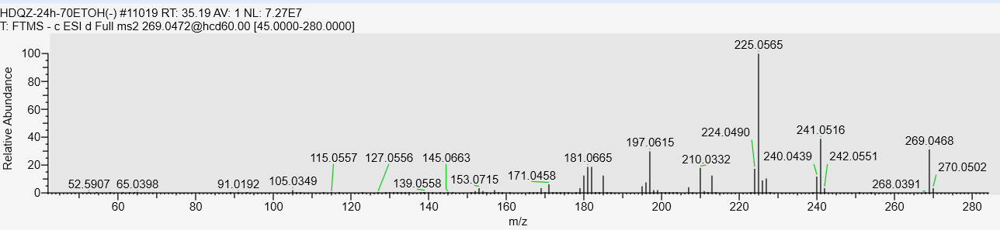 HDQZ-24h-70ETOH(-) #11019 RT: 35.19 AV: 1 NL: 7.27E7
T: FTMS - c ESI d Full ms2 269.0472@hcd60.00 [45.0000-280.0000]
225.0565
100
80
241.0516
60
224.0490
269.0468
197.0615
40
115.0557 127.0556 145.0663 181.0665 210.0332 240.0439 242.0551
270.0502
20
171.0458
52.5907 65.0398 91.0192 105.0349 139.0558 153.0715 268.0391
0
60 80 100 120 140 160 180 200 220 240 260 280
m/z
Relative Abundance